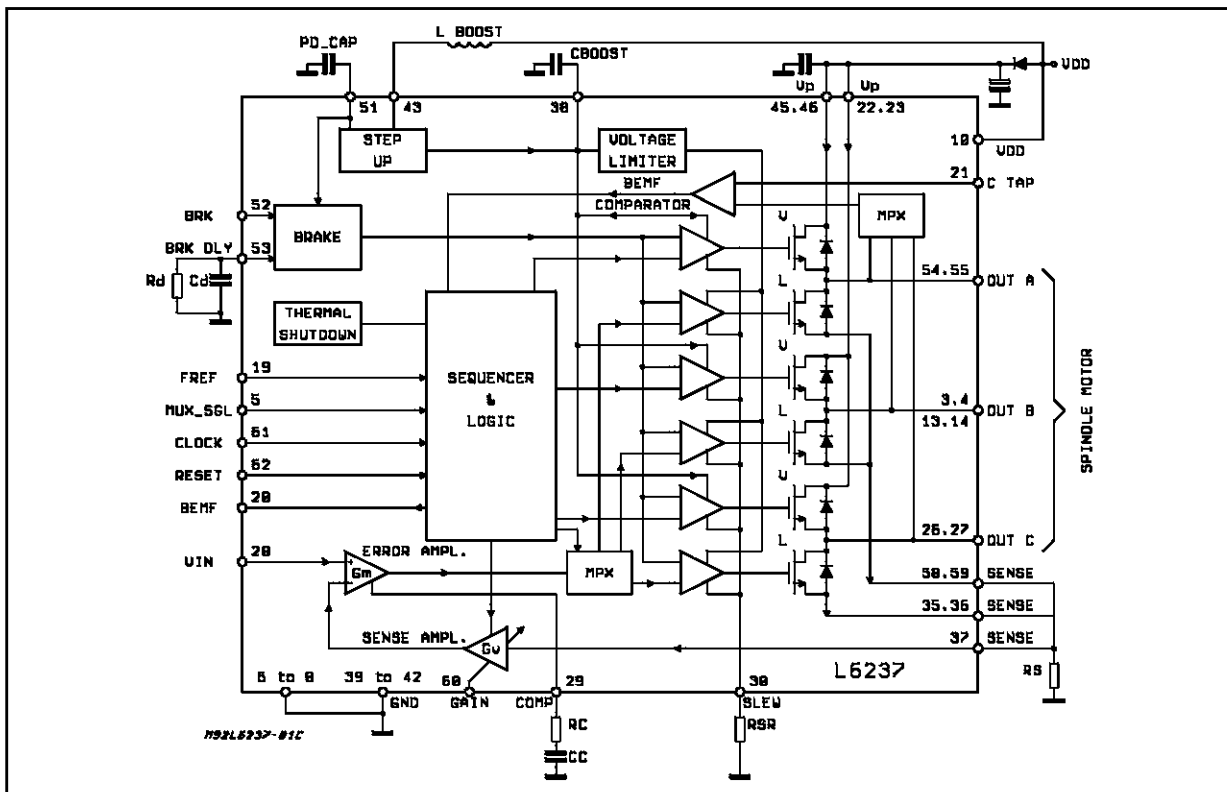 L BOOST
PD_CAP
CBOOST
VDD
Vp
Vp
51
43
38
45.46
22.23
STEP UP
VOLTAGE LIMITER
10
VDD
BEMF
COMPARATOR
21
C TAP
MPX
BRK
52
BRAKE
BRK DLY
53
Rd
Cd
U
L
54.55
OUT A
THERMAL SHUTDOWN
U
FREF
19
SEQUENCER & LOGIC
MUX_SGL
5
L
3.4
13.14
OUT B
SPINDLE MOTOR
CLOCK
61
RESET
62
U
BEMF
20
L
26.27
OUT C
VIN
28
ERROR AMPL.
Gm
MPX
58.59
SENSE
35.36
SENSE
SENSE AMPL.
Gv
37
SENSE
L6237
RS
6 to 8
39 to 42
GND
60
GAIN
29
COMP
30
SLEW
RC
CC
RSR
M92L6237-01C